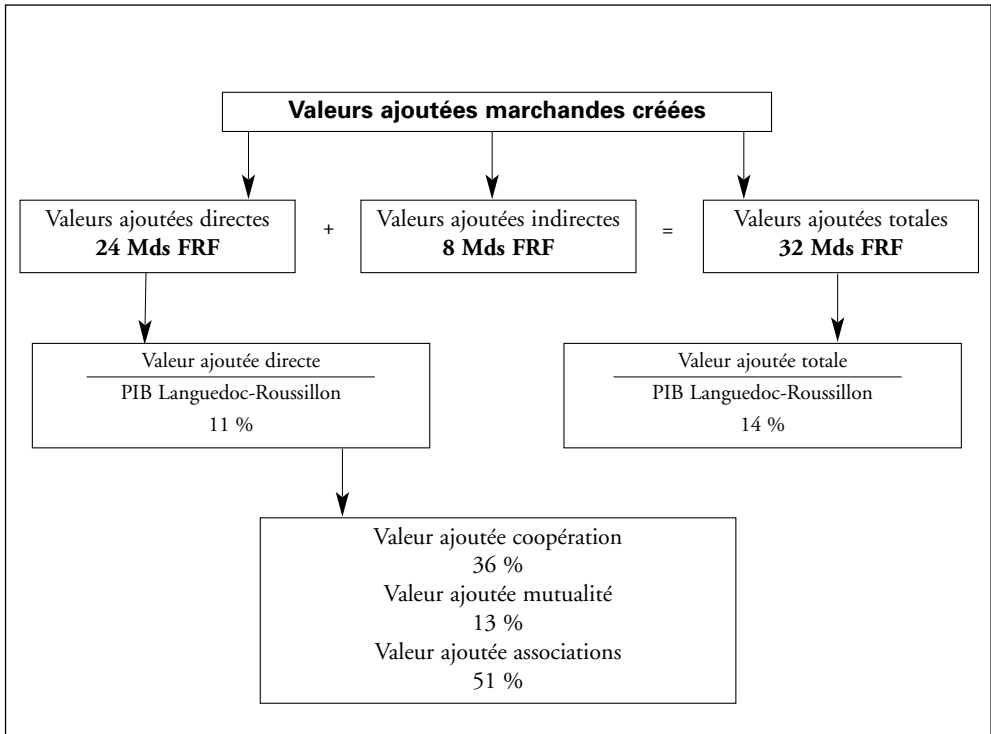 Valeurs ajoutées marchandes créées
Valeurs ajoutées directes
24 Mds FRF
+
Valeurs ajoutées indirectes
8 Mds FRF
=
Valeurs ajoutées totales
32 Mds FRF
Valeur ajoutée directe
PIB Languedoc-Roussillon
11 %
Valeur ajoutée totale
PIB Languedoc-Roussillon
14 %
Valeur ajoutée coopération
36 %
Valeur ajoutée mutualité
13 %
Valeur ajoutée associations
51 %